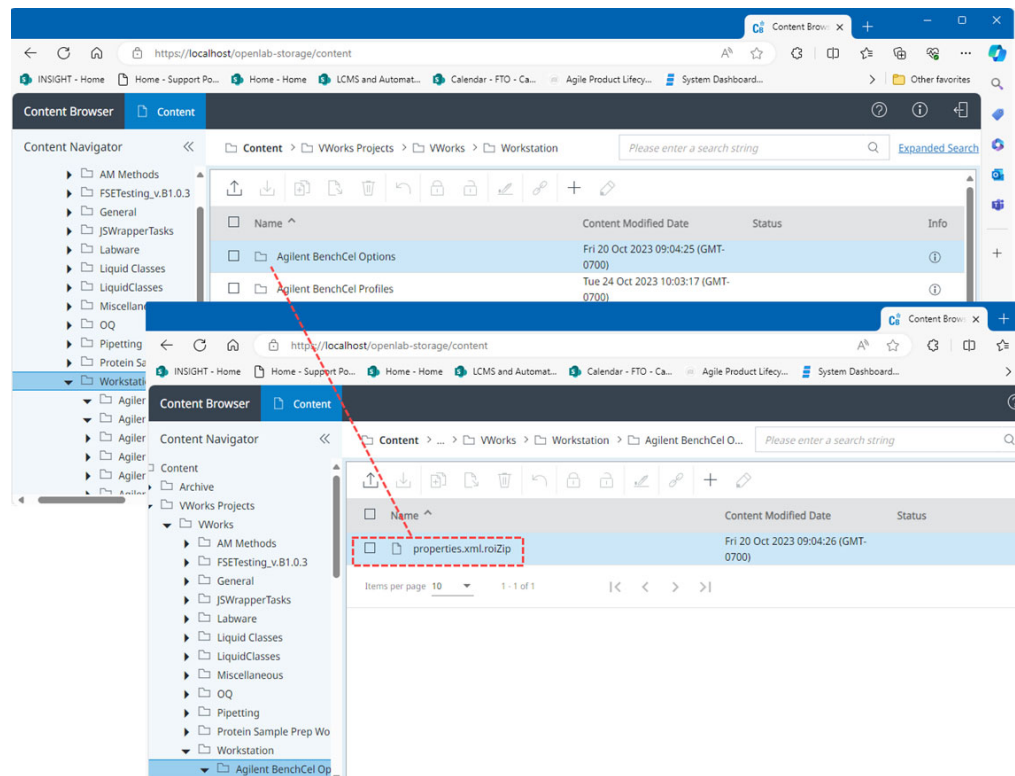 Content Brows
https://localhost/openlab-storage/content
INSIGHT - Home Home - Support Po... Home - Home LCMS and Automat... Calendar - FTO - Ca... Agile Product Lifecy... System Dashboard... Other favorites
Content Browser Content
Content Navigator
Content > VWorks Projects > VWorks > Workstation
Please enter a search string
Expanded Search
AM Methods
FSETesting_v.B1.0.3
General
JSWrapperTasks
Labware
Liquid Classes
LiquidClasses
Miscellan
OQ
Pipetting
Protein Sa
Workstati
Agiler
Agiler
Agiler
Agiler
Agiler
Name Content Modified Date Status Info
Agilent BenchCel Options Fri 20 Oct 2023 09:04:25 (GMT-
0700)
Agilent BenchCel Profiles Tue 24 Oct 2023 10:03:17 (GMT-
0700)
Content Brows
https://localhost/openlab-storage/content
INSIGHT - Home Home - Support Po... Home - Home LCMS and Automat... Calendar - FTO - Ca... Agile Product Lifecy... System Dashboard...
Content Browser Content
Content Navigator
Content > ... > VWorks > Workstation > Agilent BenchCel O...
Please enter a search string
Content
Archive
VWorks Projects
VWorks
AM Methods
FSETesting_v.B1.0.3
General
JSWrapperTasks
Labware
Liquid Classes
LiquidClasses
Miscellaneous
OQ
Pipetting
Protein Sample Prep Wo
Workstation
Agilent BenchCel Op
Name Content Modified Date Status
properties.xml.roiZip Fri 20 Oct 2023 09:04:26 (GMT-
0700)
Items per page 10 1 - 1 of 1